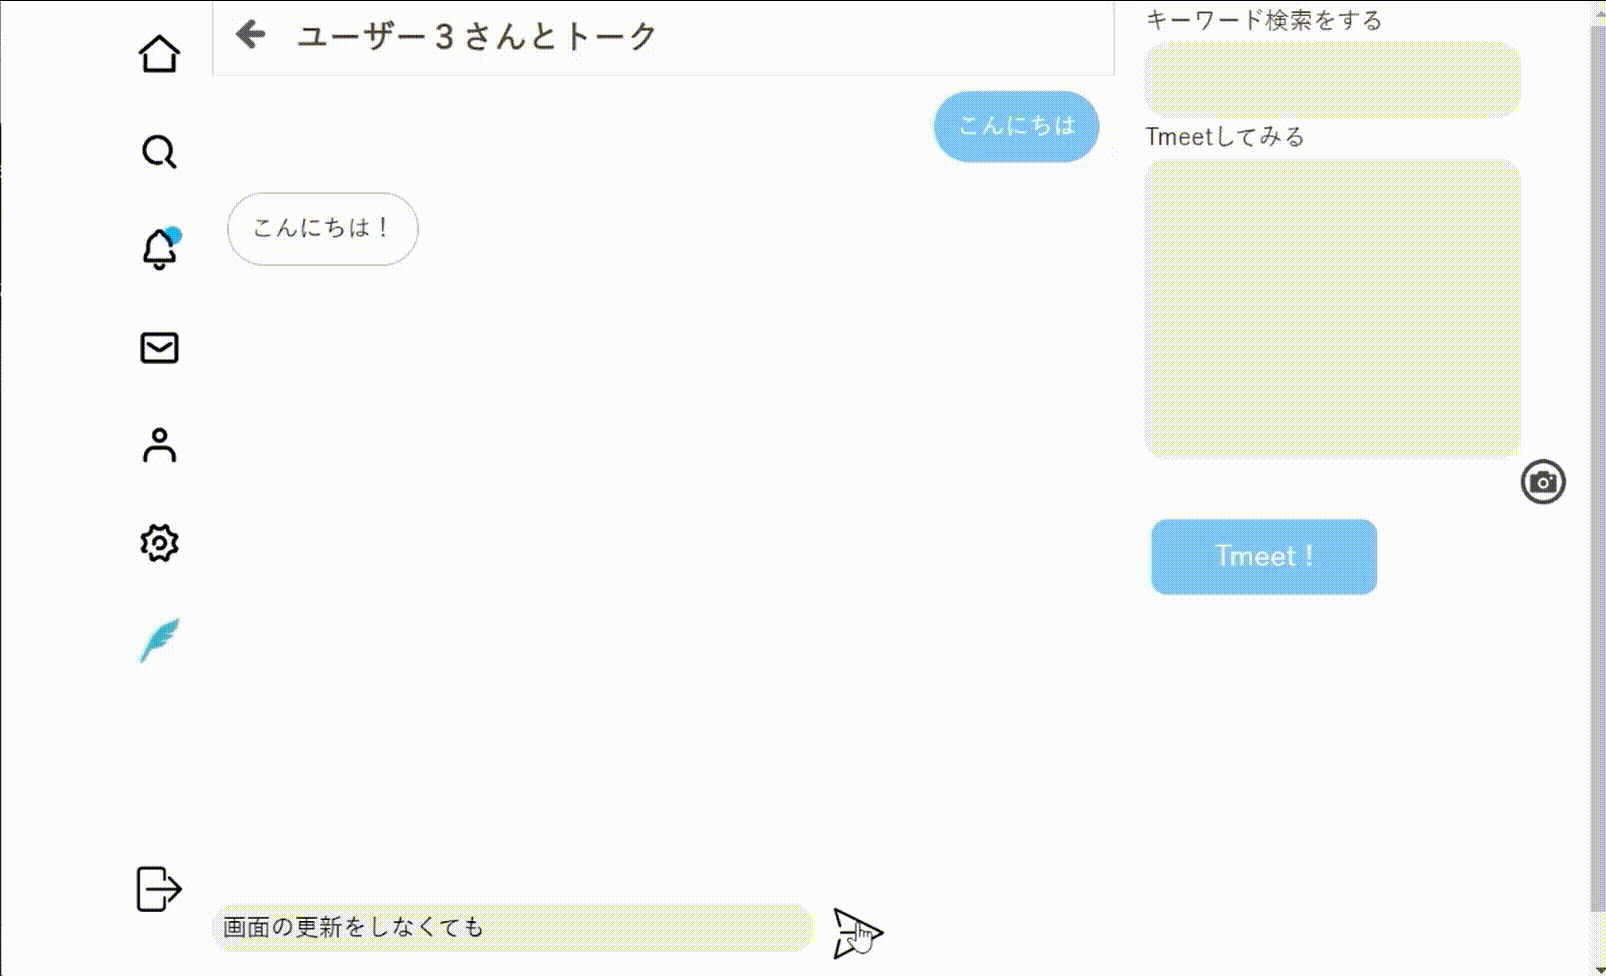 ユーザー３さんとトーク
こんにちは
こんにちは！
画面の更新をしなくても
キーワード検索をする
Tmeetしてみる
Tmeet！